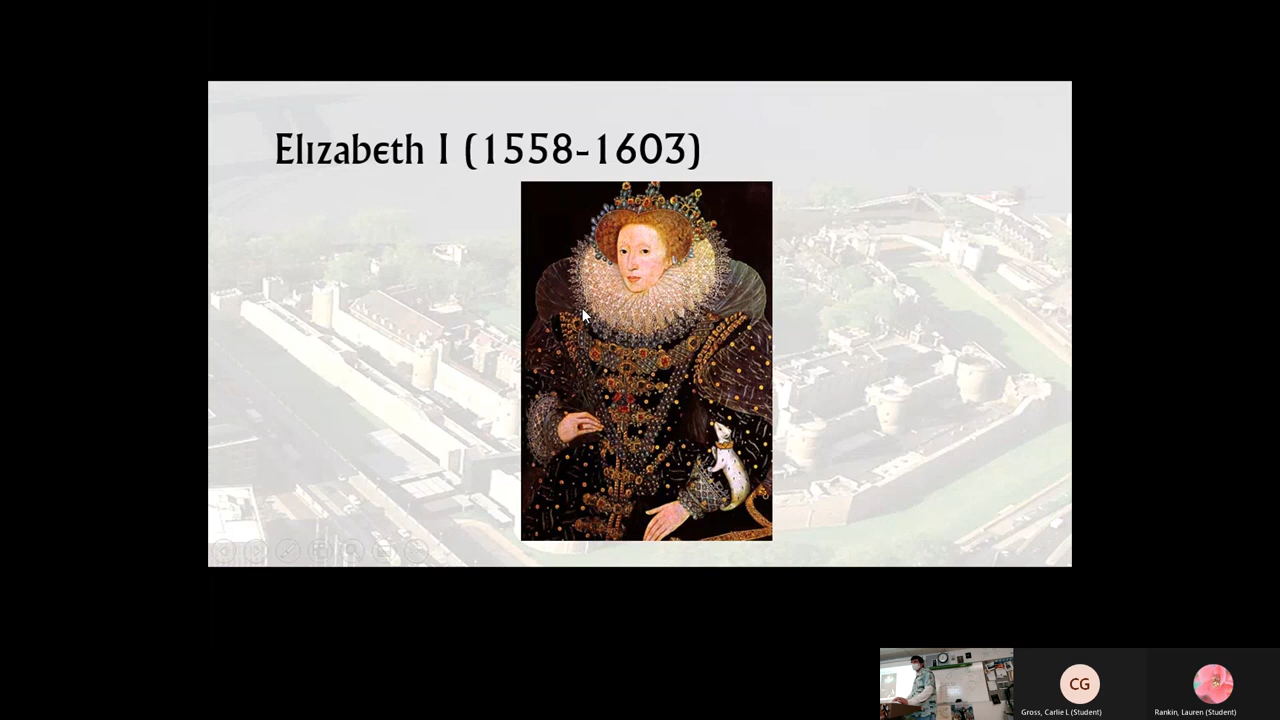 Elizabeth I (1558-1603)
CG
Gross, Carlie L (Student)
Rankin, Lauren (Student)